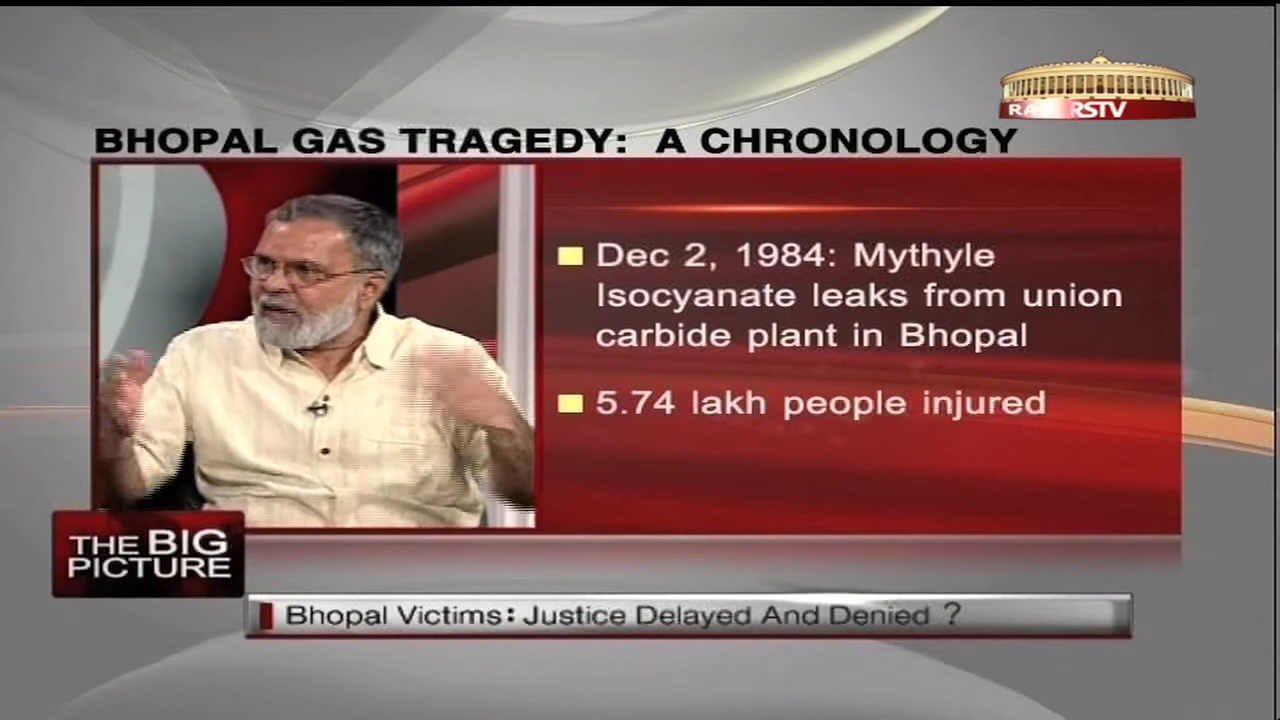 RSTV
BHOPAL GAS TRAGEDY: A CHRONOLOGY
Dec 2, 1984: Mythyle
Isocyanate leaks from union
carbide plant in Bhopal
5.74 lakh people injured
THE BIG
PICTURE
Bhopal Victims: Justice Delayed And Denied ?